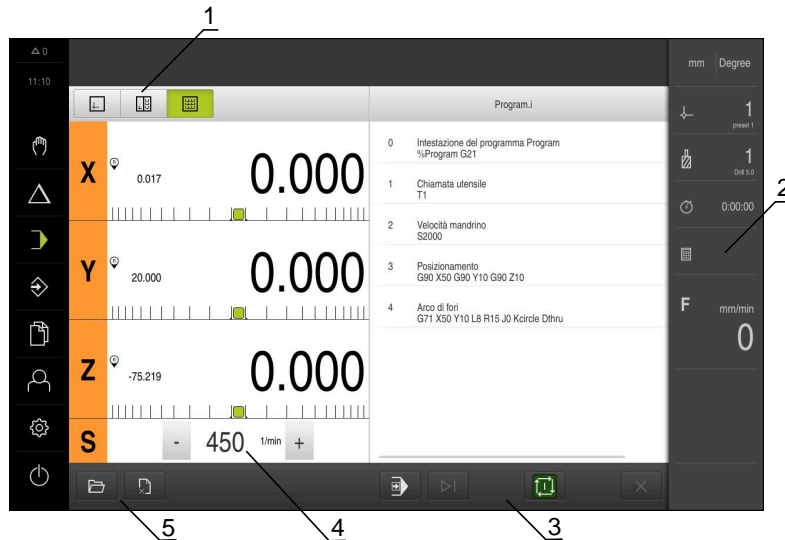 1
0
11:10
mm Degree
Program.i
1
preset 1
X R 0.017 0.000
0 Intestazione del programma Program
%Program G21
1 Chiamata utensile
T1
1
Drill 5.0
2
0:00:00
2 Velocità mandrino
S2000
Y R 20.000 0.000
3 Posizionamento
G90 X50 G90 Y10 G90 Z10
4 Arco di fori
G71 X50 Y10 L8 R15 J0 Kcircle Dthru
F mm/min
0
Z R -75.219 0.000
S - 450 1/min +
5
4
3